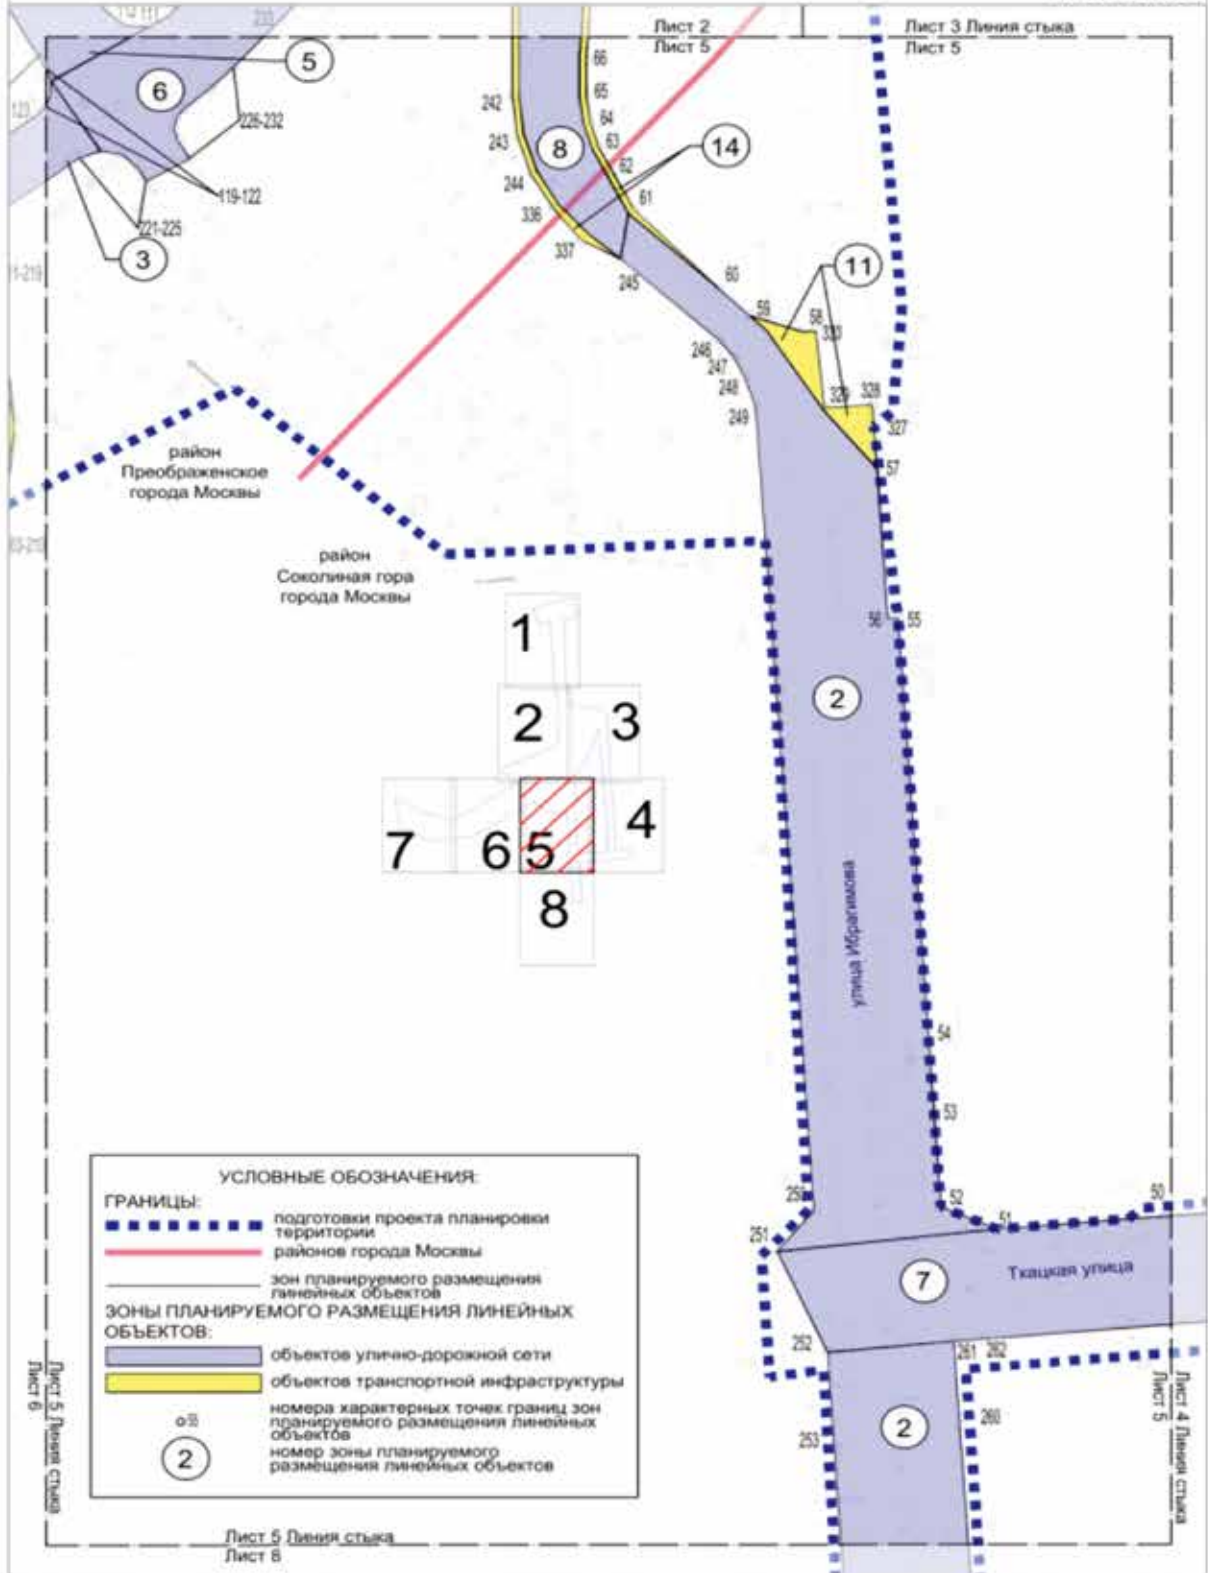 Лист 2
Лист 5
Лист 3 Линия стыка
Лист 5
5
6
123
226-232
119-122
221-225
3
242
243
244
336
337
245
8
66
65
64
63
62
61
14
60
59
58
11
246
247
248
249
328
327
57
район
Преображенское
города Москвы
район
Соколиная гора
города Москвы
56
55
2
1
2
3
4
5
6
7
8
улица Ибрагимова
54
53
52
51
50
251
252
253
7
Ткацкая улица
261
262
260
2
УСЛОВНЫЕ ОБОЗНАЧЕНИЯ:
ГРАНИЦЫ:
подготовки проекта планировки
территории
районов города Москвы
зон планируемого размещения
линейных объектов
ЗОНЫ ПЛАНИРУЕМОГО РАЗМЕЩЕНИЯ ЛИНЕЙНЫХ
ОБЪЕКТОВ:
объектов улично-дорожной сети
объектов транспортной инфраструктуры
номера характерных точек границ зон
планируемого размещения линейных
объектов
2
номер зоны планируемого
размещения линейных объектов
Лист 5 Линия стыка
Лист 6
Лист 4 Линия стыка
Лист 5
Лист 5 Линия стыка
Лист 8